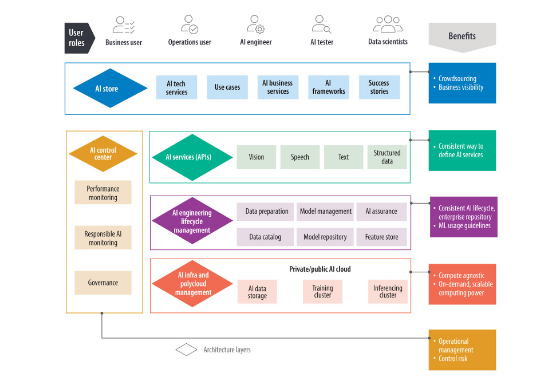 User
roles
Business user
Operations user
AI engineer
AI tester
Data scientists
Benefits
AI store
AI tech
services
Use cases
AI business
services
AI
frameworks
Success
stories
• Crowdsourcing
• Business visibility
AI control
center
Performance
monitoring
Responsible AI
monitoring
Governance
AI services (APIs)
Vision
Speech
Text
Structured
data
• Consistent way to
define AI services
AI engineering
lifecycle
management
Data preparation
Model management
AI assurance
Data catalog
Model repository
Feature store
• Consistent AI lifecycle,
enterprise repository
• ML usage guidelines
AI infra and
polycloud
management
Private/public AI cloud
AI data
storage
Training
cluster
Inferencing
cluster
• Compute agnostic
• On-demand, scalable
computing power
• Operational
management
• Control risk
Architecture layers